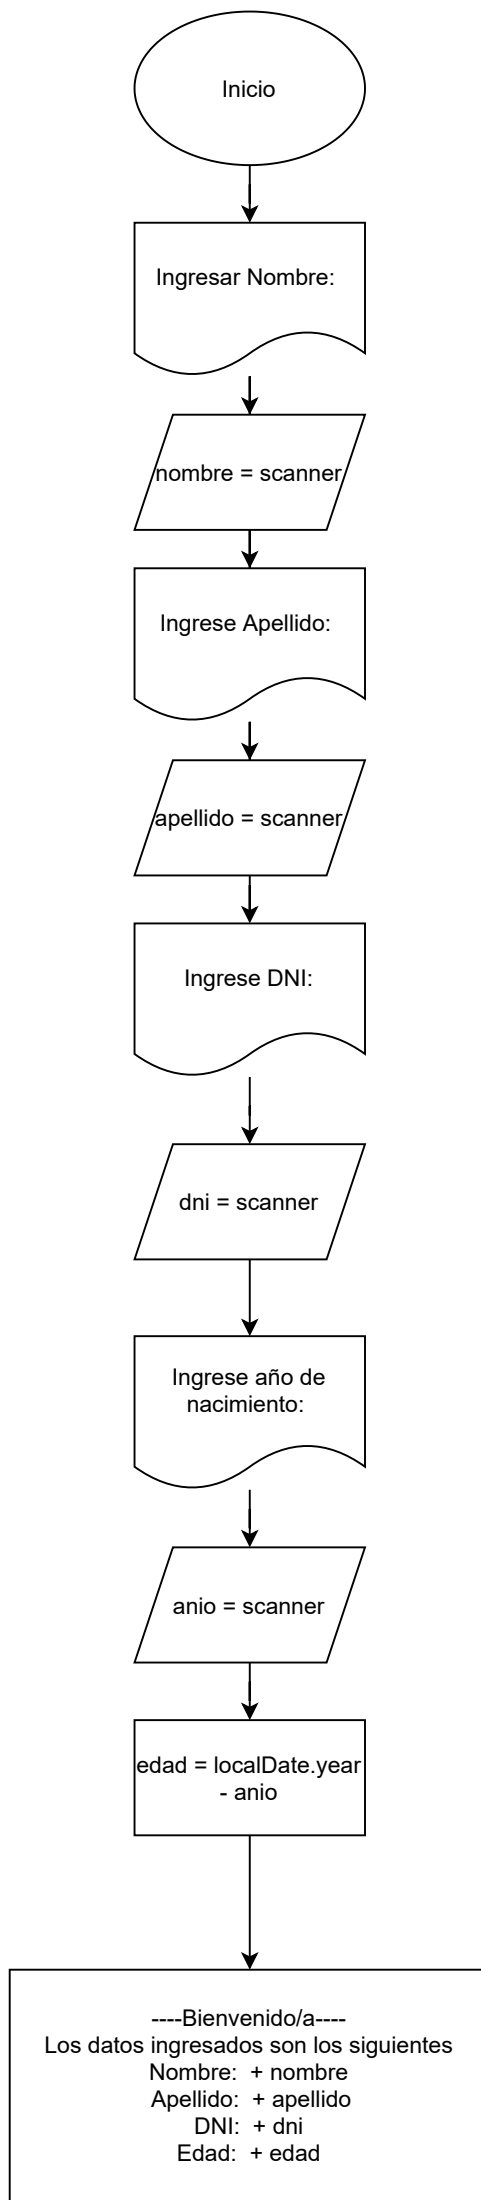 Inicio
Ingresar Nombre:
nombre = scanner
Ingrese Apellido:
apellido = scanner
Ingrese DNI:
dni = scanner
Ingrese año de
nacimiento:
anio = scanner
edad = localDate.year
- anio
----Bienvenido/a----
Los datos ingresados son los siguientes
Nombre:  + nombre
Apellido:  + apellido
DNI:  + dni
Edad:  + edad